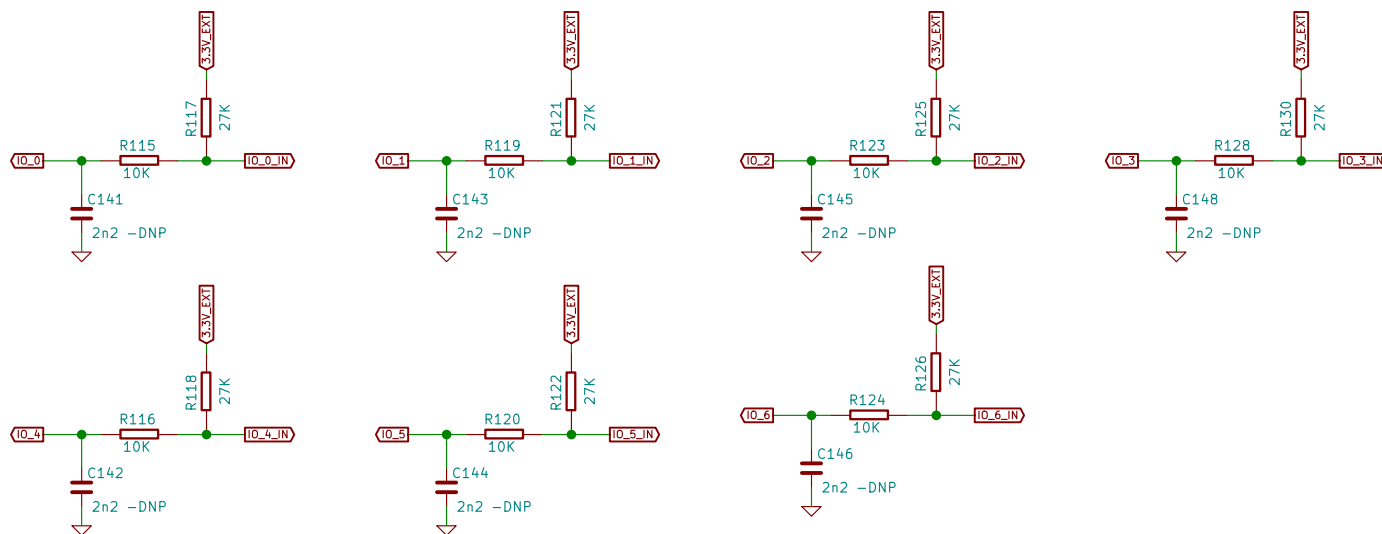 3.3V_EXT
R117
27K
R115
IO_0
IO_0_IN
10K
C141
2n2 -DNP
3.3V_EXT
R121
27K
R119
IO_1
IO_1_IN
10K
C143
2n2 -DNP
3.3V_EXT
R125
27K
R123
IO_2
IO_2_IN
10K
C145
2n2 -DNP
3.3V_EXT
R130
27K
R128
IO_3
IO_3_IN
10K
C148
2n2 -DNP
3.3V_EXT
R118
27K
R116
IO_4
IO_4_IN
10K
C142
2n2 -DNP
3.3V_EXT
R122
27K
R120
IO_5
IO_5_IN
10K
C144
2n2 -DNP
3.3V_EXT
R126
27K
R124
IO_6
IO_6_IN
10K
C146
2n2 -DNP